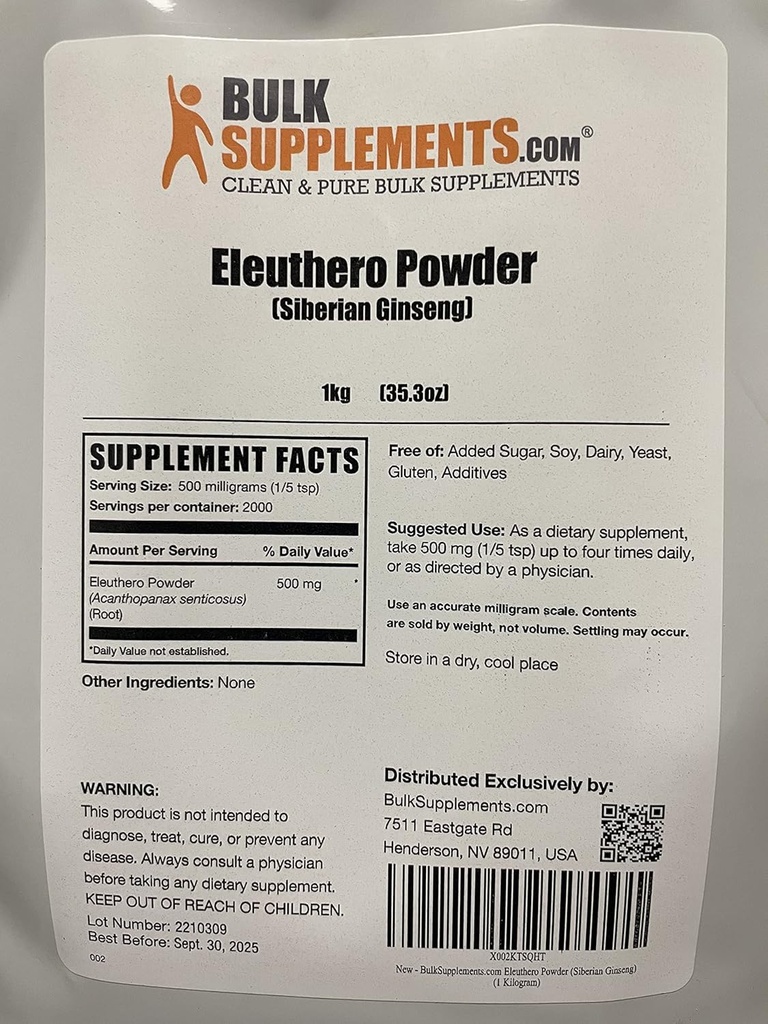 BULK
SUPPLEMENTS.COM®
CLEAN & PURE BULK SUPPLEMENTS
Eleuthero Powder
(Siberian Ginseng)
1kg (35.3oz)
SUPPLEMENT FACTS
Serving Size: 500 milligrams (1/5 tsp)
Servings per container: 2000
Amount Per Serving % Daily Value*
Eleuthero Powder 500 mg *
(Acanthopanax senticosus)
(Root)
*Daily Value not established.
Other Ingredients: None
Free of: Added Sugar, Soy, Dairy, Yeast,
Gluten, Additives
Suggested Use: As a dietary supplement,
take 500 mg (1/5 tsp) up to four times daily,
or as directed by a physician.
Use an accurate milligram scale. Contents
are sold by weight, not volume. Settling may occur.
Store in a dry, cool place
WARNING:
This product is not intended to
diagnose, treat, cure, or prevent any
disease. Always consult a physician
before taking any dietary supplement.
KEEP OUT OF REACH OF CHILDREN.
Lot Number: 2210309
Best Before: Sept. 30, 2025
002
Distributed Exclusively by:
BulkSupplements.com
7511 Eastgate Rd
Henderson, NV 89011, USA
X002KTSQHT
New - BulkSupplements.com Eleuthero Powder (Siberian Ginseng)
(1 Kilogram)